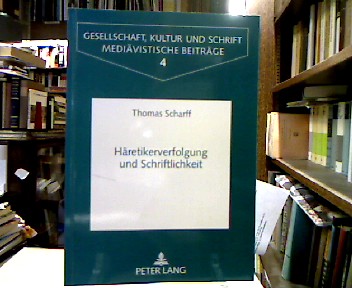 GESELLSCHAFT, KULTUR UND SCHRIFT
MEDIÄVISTISCHE BEITRÄGE
4
Thomas Scharff
Häretikerverfolgung
und Schriftlichkeit
PETER LANG